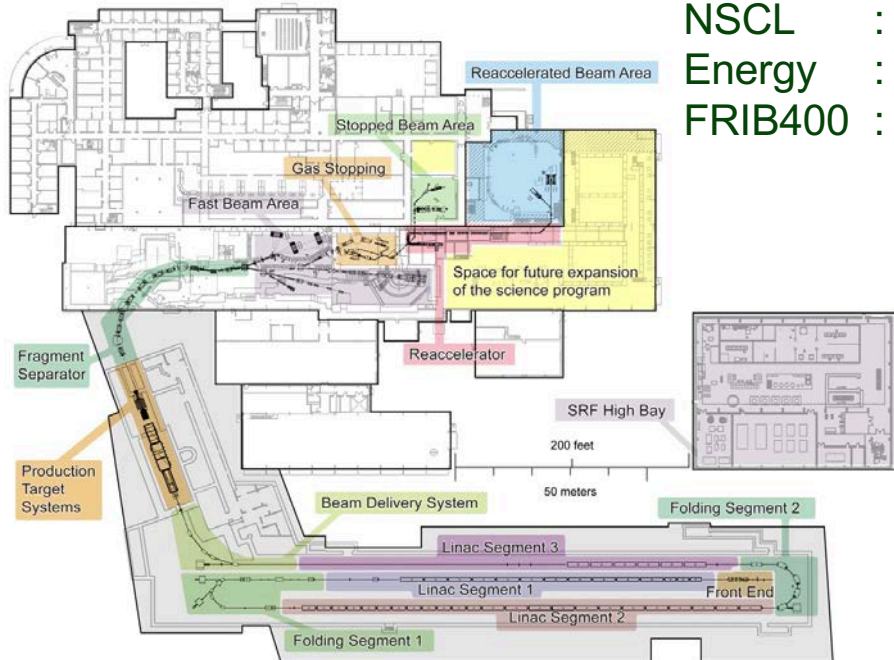 NSCL :
Energy :
FRIB400 :
Reaccelerated Beam Area
Stopped Beam Area
Gas Stopping
Fast Beam Area
Space for future expansion
of the science program
Fragment
Separator
Reaccelerator
SRF High Bay
200 feet
50 meters
Production
Target
Systems
Beam Delivery System
Folding Segment 2
Linac Segment 3
Linac Segment 1
Front End
Linac Segment 2
Folding Segment 1